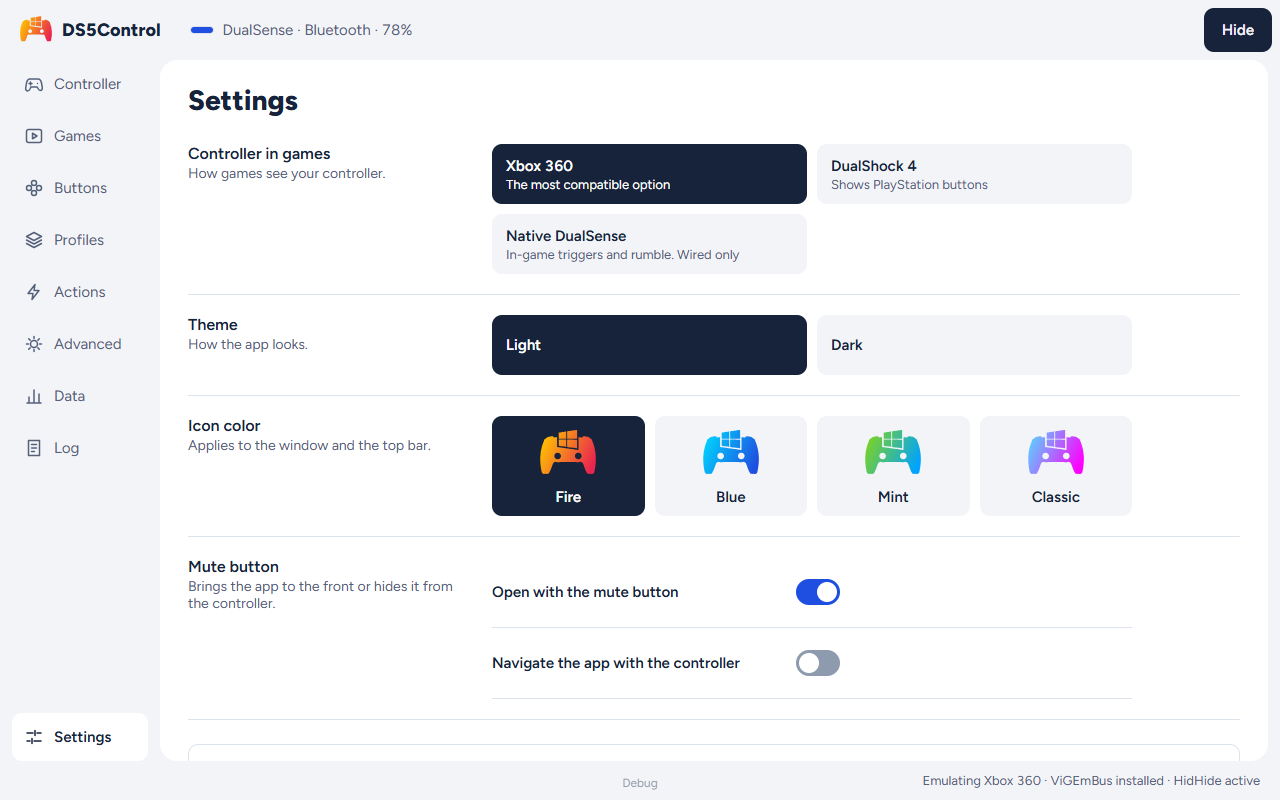 DS5Control
DualSense · Bluetooth · 78%
Hide
Controller
Games
Buttons
Profiles
Actions
Advanced
Data
Log
Settings
Settings
Controller in games
How games see your controller.
Xbox 360
The most compatible option
DualShock 4
Shows PlayStation buttons
Native DualSense
In-game triggers and rumble. Wired only
Theme
How the app looks.
Light
Dark
Icon color
Applies to the window and the top bar.
Fire
Blue
Mint
Classic
Mute button
Brings the app to the front or hides it from
the controller.
Open with the mute button
Navigate the app with the controller
Debug
Emulating Xbox 360 · ViGEmBus installed · HidHide active